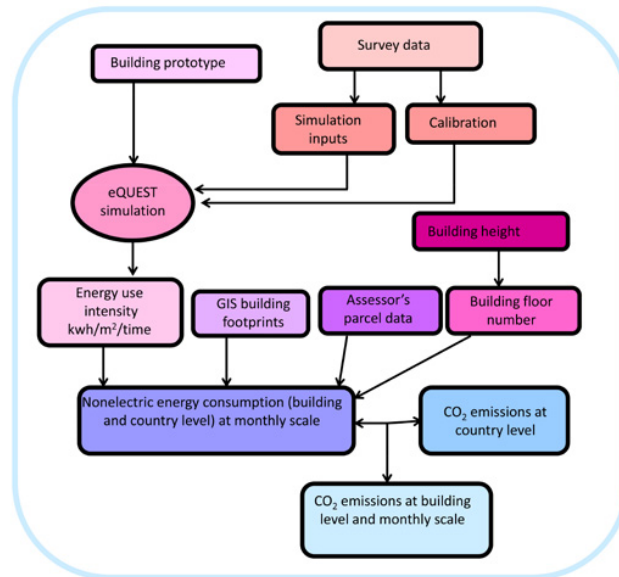 Survey data
Building prototype
Simulation
inputs
Calibration
eQUEST
simulation
Building height
Energy use
intensity
kwh/m²/time
GIS building
footprints
Assessor's
parcel data
Building floor
number
Nonelectric energy consumption (building
and country level) at monthly scale
CO₂ emissions at
country level
CO₂ emissions at building
level and monthly scale